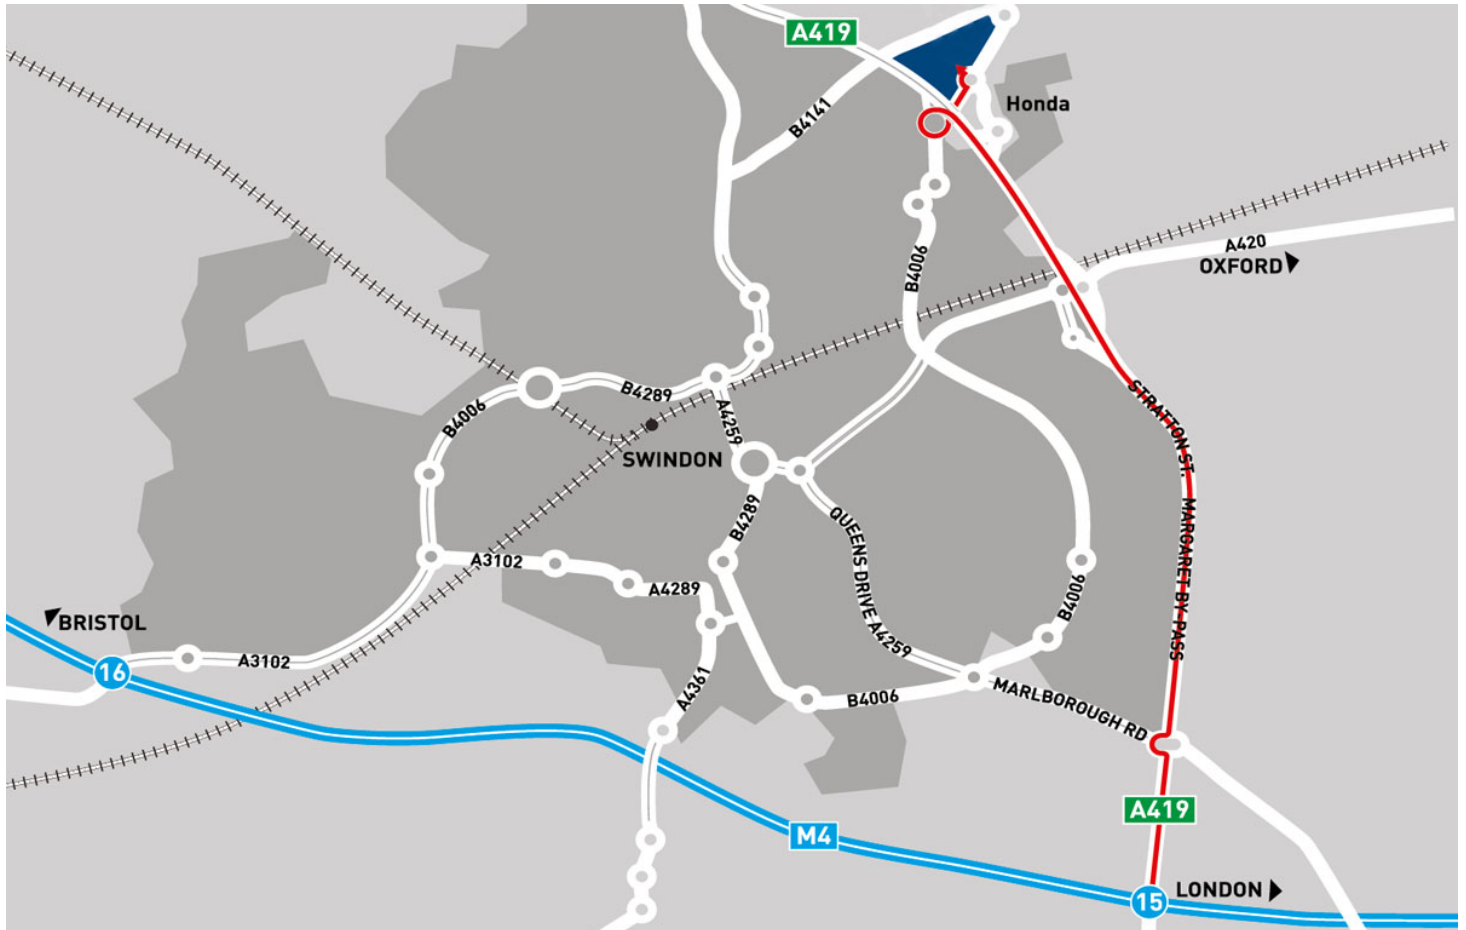 A419
Honda
B4141
A420
OXFORD
B4006
STRATTON ST. MARGARET BY-PASS
B4289
B4006
A4259
SWINDON
B4289
QUEENS DRIVE A4259
A3102
A4289
B4006
BRISTOL
A3102
16
A4361
B4006
MARLBOROUGH RD
A419
M4
LONDON
15